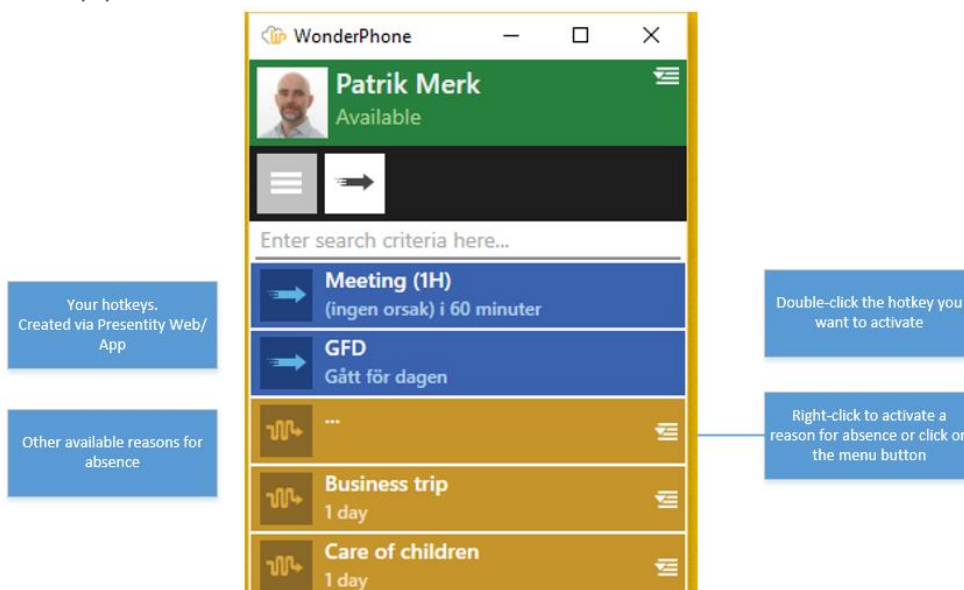 WonderPhone
Patrik Merk
Available
Enter search criteria here...
Meeting (1H)
(ingen orsak) i 60 minuter
GFD
Gått för dagen
...
Business trip
1 day
Care of children
1 day
Your hotkeys.
Created via Presentity Web/
App
Other available reasons for
absence
Double-click the hotkey you
want to activate
Right-click to activate a
reason for absence or click on
the menu button